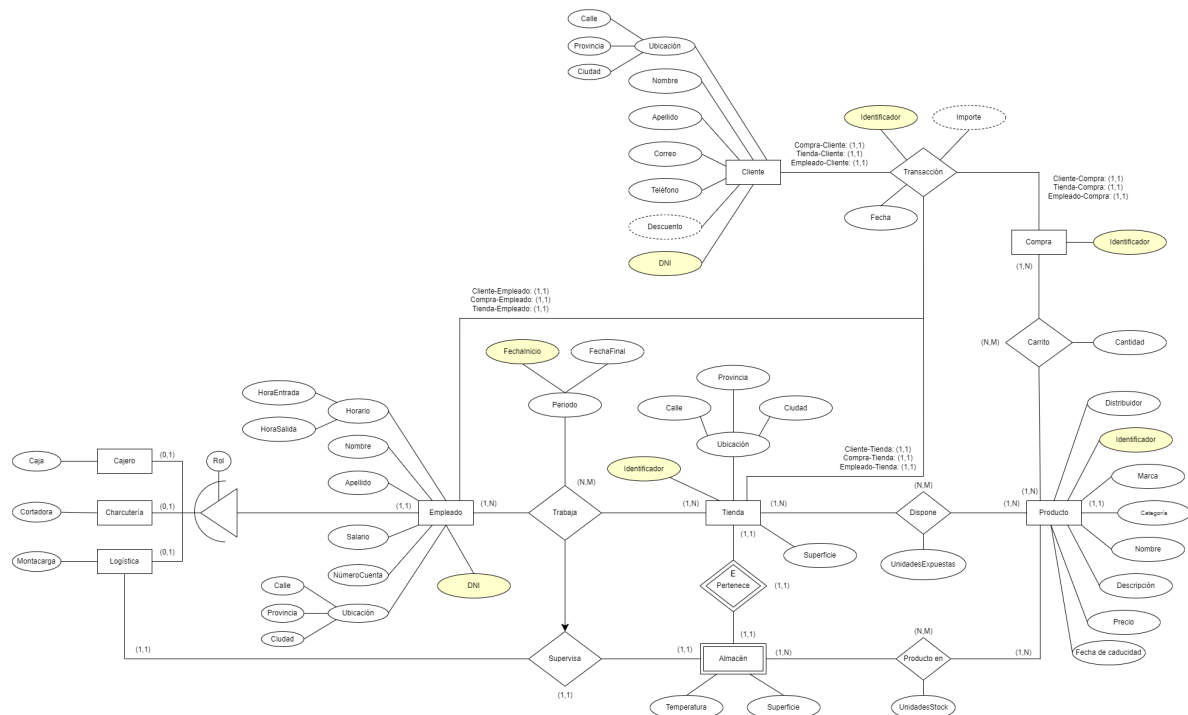 Calle
Provincia
Ubicación
Ciudad
Nombre
Apellido
Identificador
Importe
Compra-Cliente: (1,1)
Tienda-Cliente: (1,1)
Empleado-Cliente: (1,1)
Correo
Cliente
Transacción
Teléfono
Cliente-Compra: (1,1)
Tienda-Compra: (1,1)
Empleado-Compra: (1,1)
Fecha
Descuento
Compra
Identificador
DNI
(1,N)
Cliente-Empleado: (1,1)
Compra-Empleado: (1,1)
Tienda-Empleado: (1,1)
FechaInicio
FechaFinal
(N,M)
Carrito
Cantidad
Provincia
HoraEntrada
Horario
Periodo
Calle
Ciudad
Distribuidor
HoraSalida
Ubicación
Identificador
Nombre
Cliente-Tienda: (1,1)
Compra-Tienda: (1,1)
Empleado-Tienda: (1,1)
Caja
Cajero
(0,1)
Rol
Identificador
Marca
Apellido
(N,M)
(N,M)
(1,N)
Cortadora
Charcutería
(0,1)
(1,1)
Empleado
(1,N)
Trabaja
(1,N)
Tienda
(1,N)
Dispone
(1,N)
Producto
(1,1)
Categoría
Salario
Nombre
Montacarga
Logística
(0,1)
(1,1)
Superficie
UnidadesExpuestas
NúmeroCuenta
E
Pertenece
(1,1)
Calle
DNI
Descripción
Provincia
Ubicación
Precio
Ciudad
(1,1)
(N,M)
(1,1)
Supervisa
(1,1)
Almacén
(1,N)
Producto en
(1,N)
Fecha de caducidad
(1,1)
Temperatura
Superficie
UnidadesStock